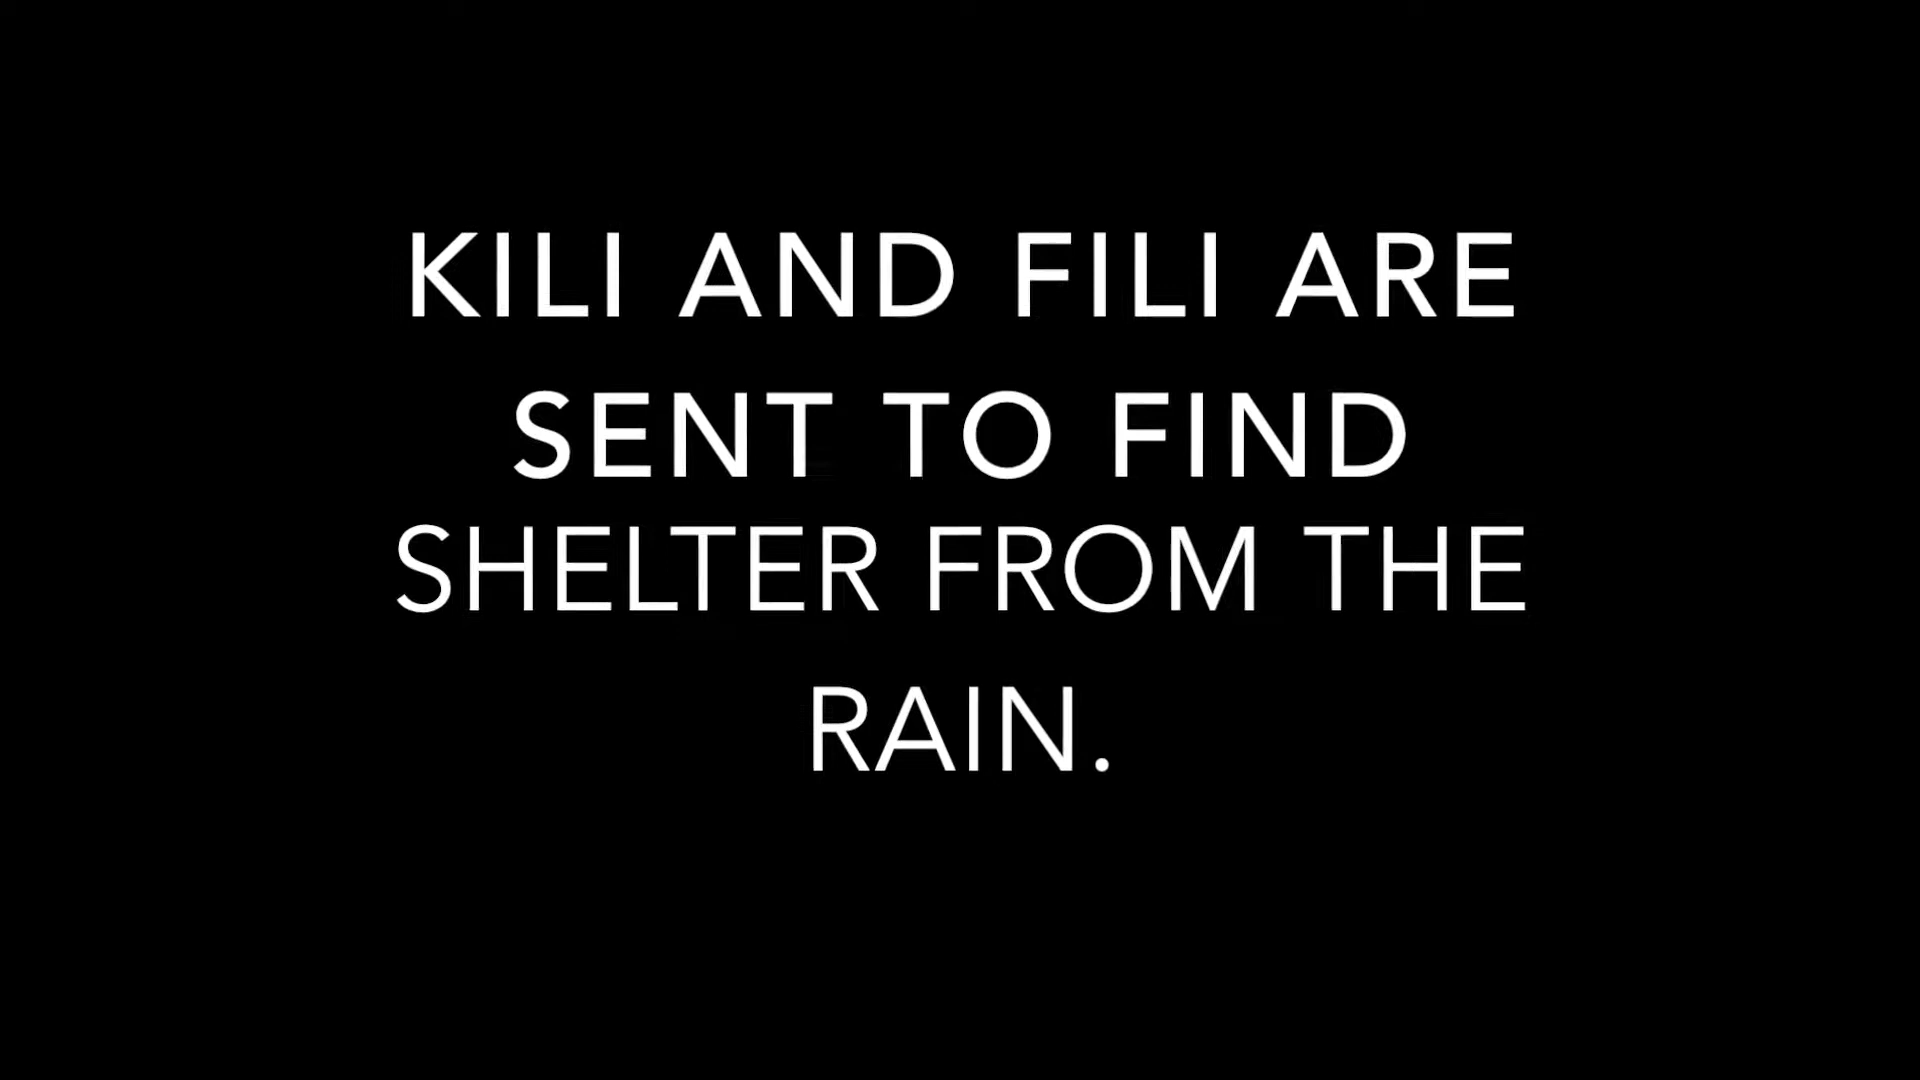 KILI AND FILI ARE
SENT TO FIND
SHELTER FROM THE
RAIN.